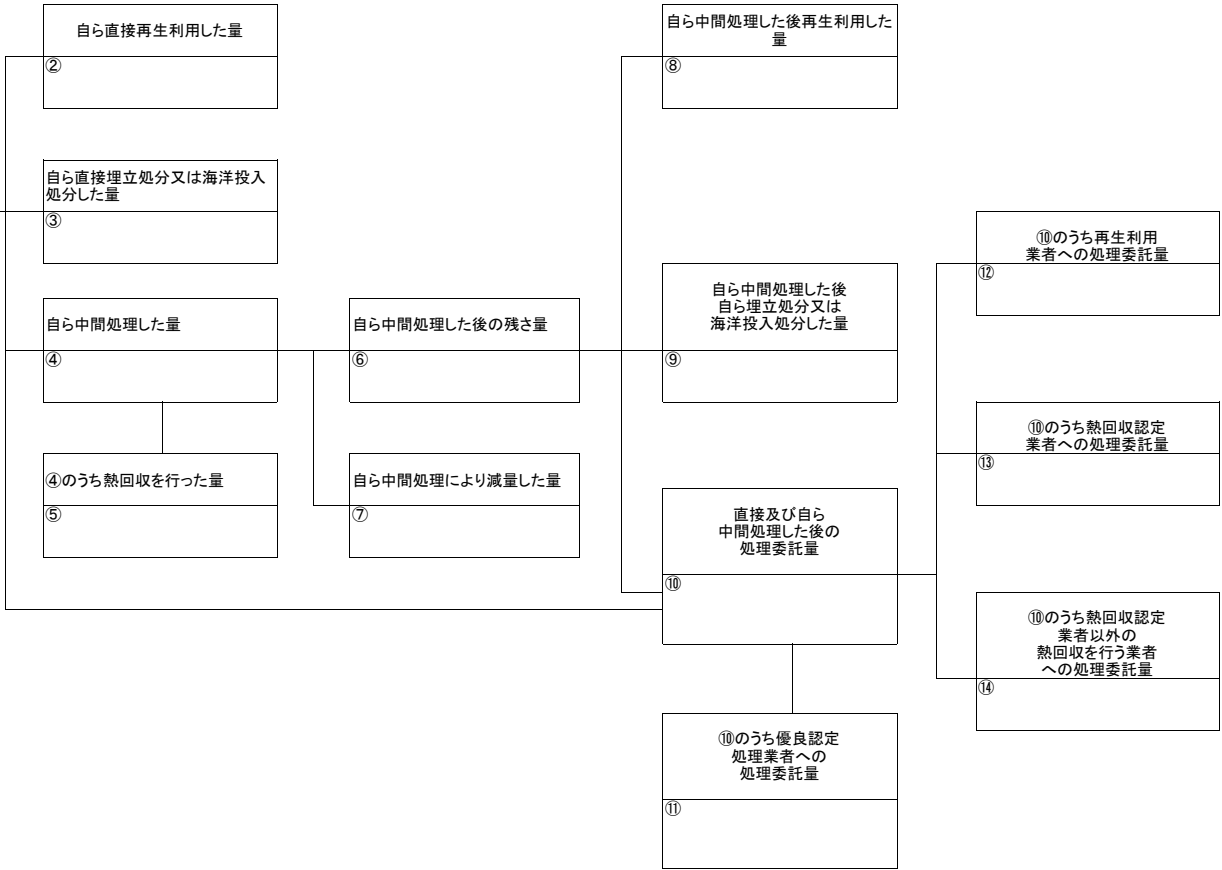 自ら直接再生利用した量
②
自ら直接埋立処分又は海洋投入
処分した量
③
自ら中間処理した量
④
④のうち熱回収を行った量
⑤
自ら中間処理した後の残さ量
⑥
自ら中間処理により減量した量
⑦
自ら中間処理した後再生利用した
量
⑧
自ら中間処理した後
自ら埋立処分又は
海洋投入処分した量
⑨
直接及び自ら
中間処理した後の
処理委託量
⑩
⑩のうち優良認定
処理業者への
処理委託量
⑪
⑩のうち再生利用
業者への処理委託量
⑫
⑩のうち熱回収認定
業者への処理委託量
⑬
⑩のうち熱回収認定
業者以外の
熱回収を行う業者
への処理委託量
⑭